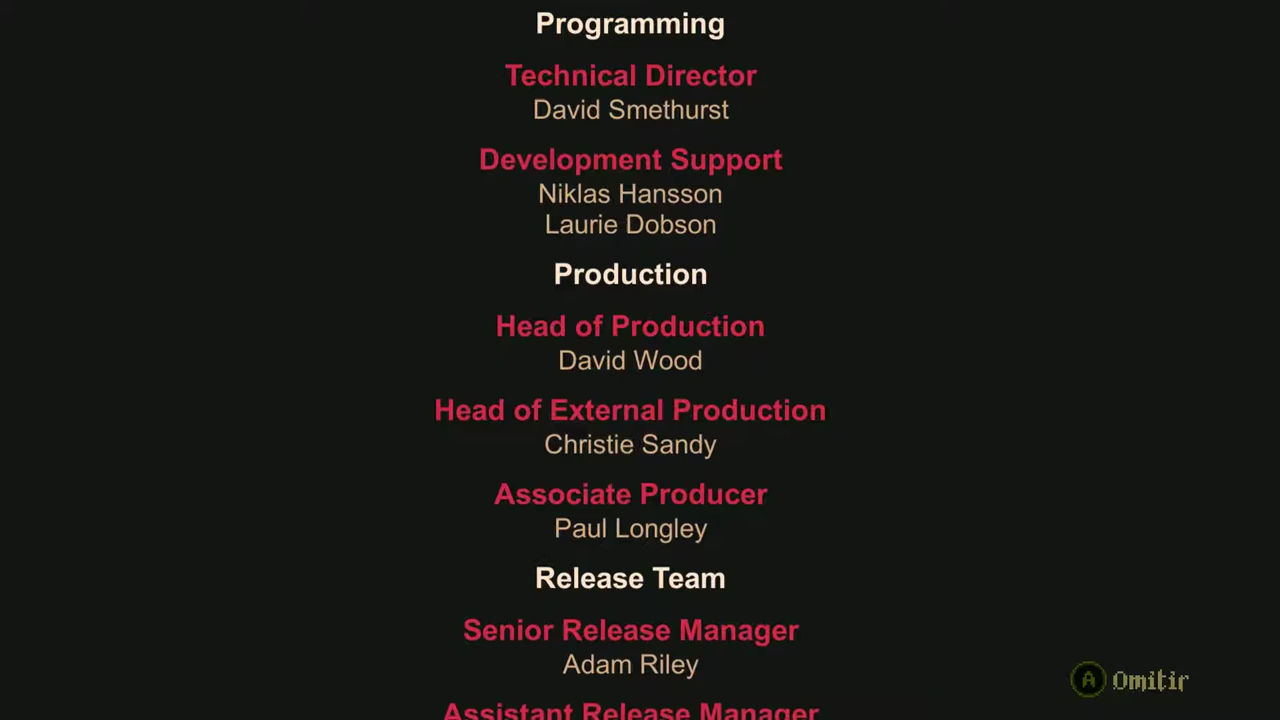 Programming
Technical Director
David Smethurst
Development Support
Niklas Hansson
Laurie Dobson
Production
Head of Production
David Wood
Head of External Production
Christie Sandy
Associate Producer
Paul Longley
Release Team
Senior Release Manager
Adam Riley
Assistant Release Manager
A Omitir